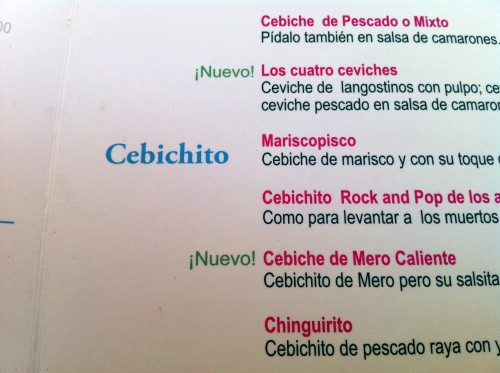 00
Cebiche de Pescado o Mixto
Pídalo también en salsa de camarones.
¡Nuevo! Los cuatro ceviches
Ceviche de langostinos con pulpo;
ceviche pescado en salsa de
Cebichito
Mariscopisco
Cebiche de marisco y con su toque
Cebichito Rock and Pop de los
Como para levantar a los muertos
¡Nuevo! Cebiche de Mero Caliente
Cebichito de Mero pero su salsita
Chinguirito
Cebichito de pescado raya con